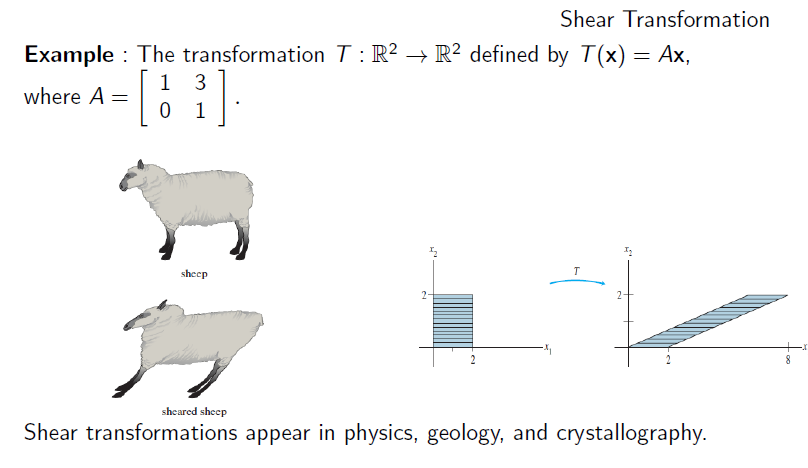 Shear Transformation
Example : The transformation T : ℝ² → ℝ² defined by T(x) = Ax,
where A = [ 1 3
0 1 ] .
sheep
x₂
2
x₁
2
T
x₂
2
x
2
8
sheared sheep
Shear transformations appear in physics, geology, and crystallography.